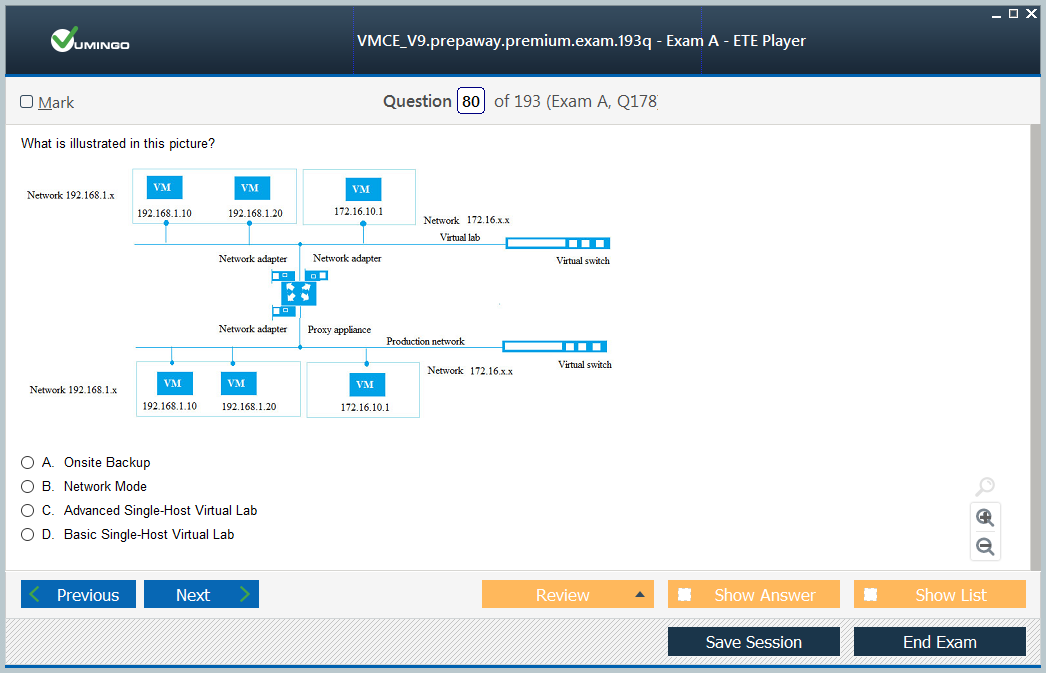 VUMINGO
VMCE_V9.prepaway.premium.exam.193q - Exam A - ETE Player
Mark
Question 80 of 193 (Exam A, Q178)
What is illustrated in this picture?
Network 192.168.1.x
VM VM VM
192.168.1.10 192.168.1.20 172.16.10.1
Network 172.16.x.x
Virtual lab
Network adapter Network adapter
Virtual switch
Network adapter Proxy appliance
Production network
Virtual switch
Network 172.16.x.x
Network 192.168.1.x
VM VM VM
192.168.1.10 192.168.1.20 172.16.10.1
A. Onsite Backup
B. Network Mode
C. Advanced Single-Host Virtual Lab
D. Basic Single-Host Virtual Lab
Previous Next Review Show Answer Show List
Save Session End Exam